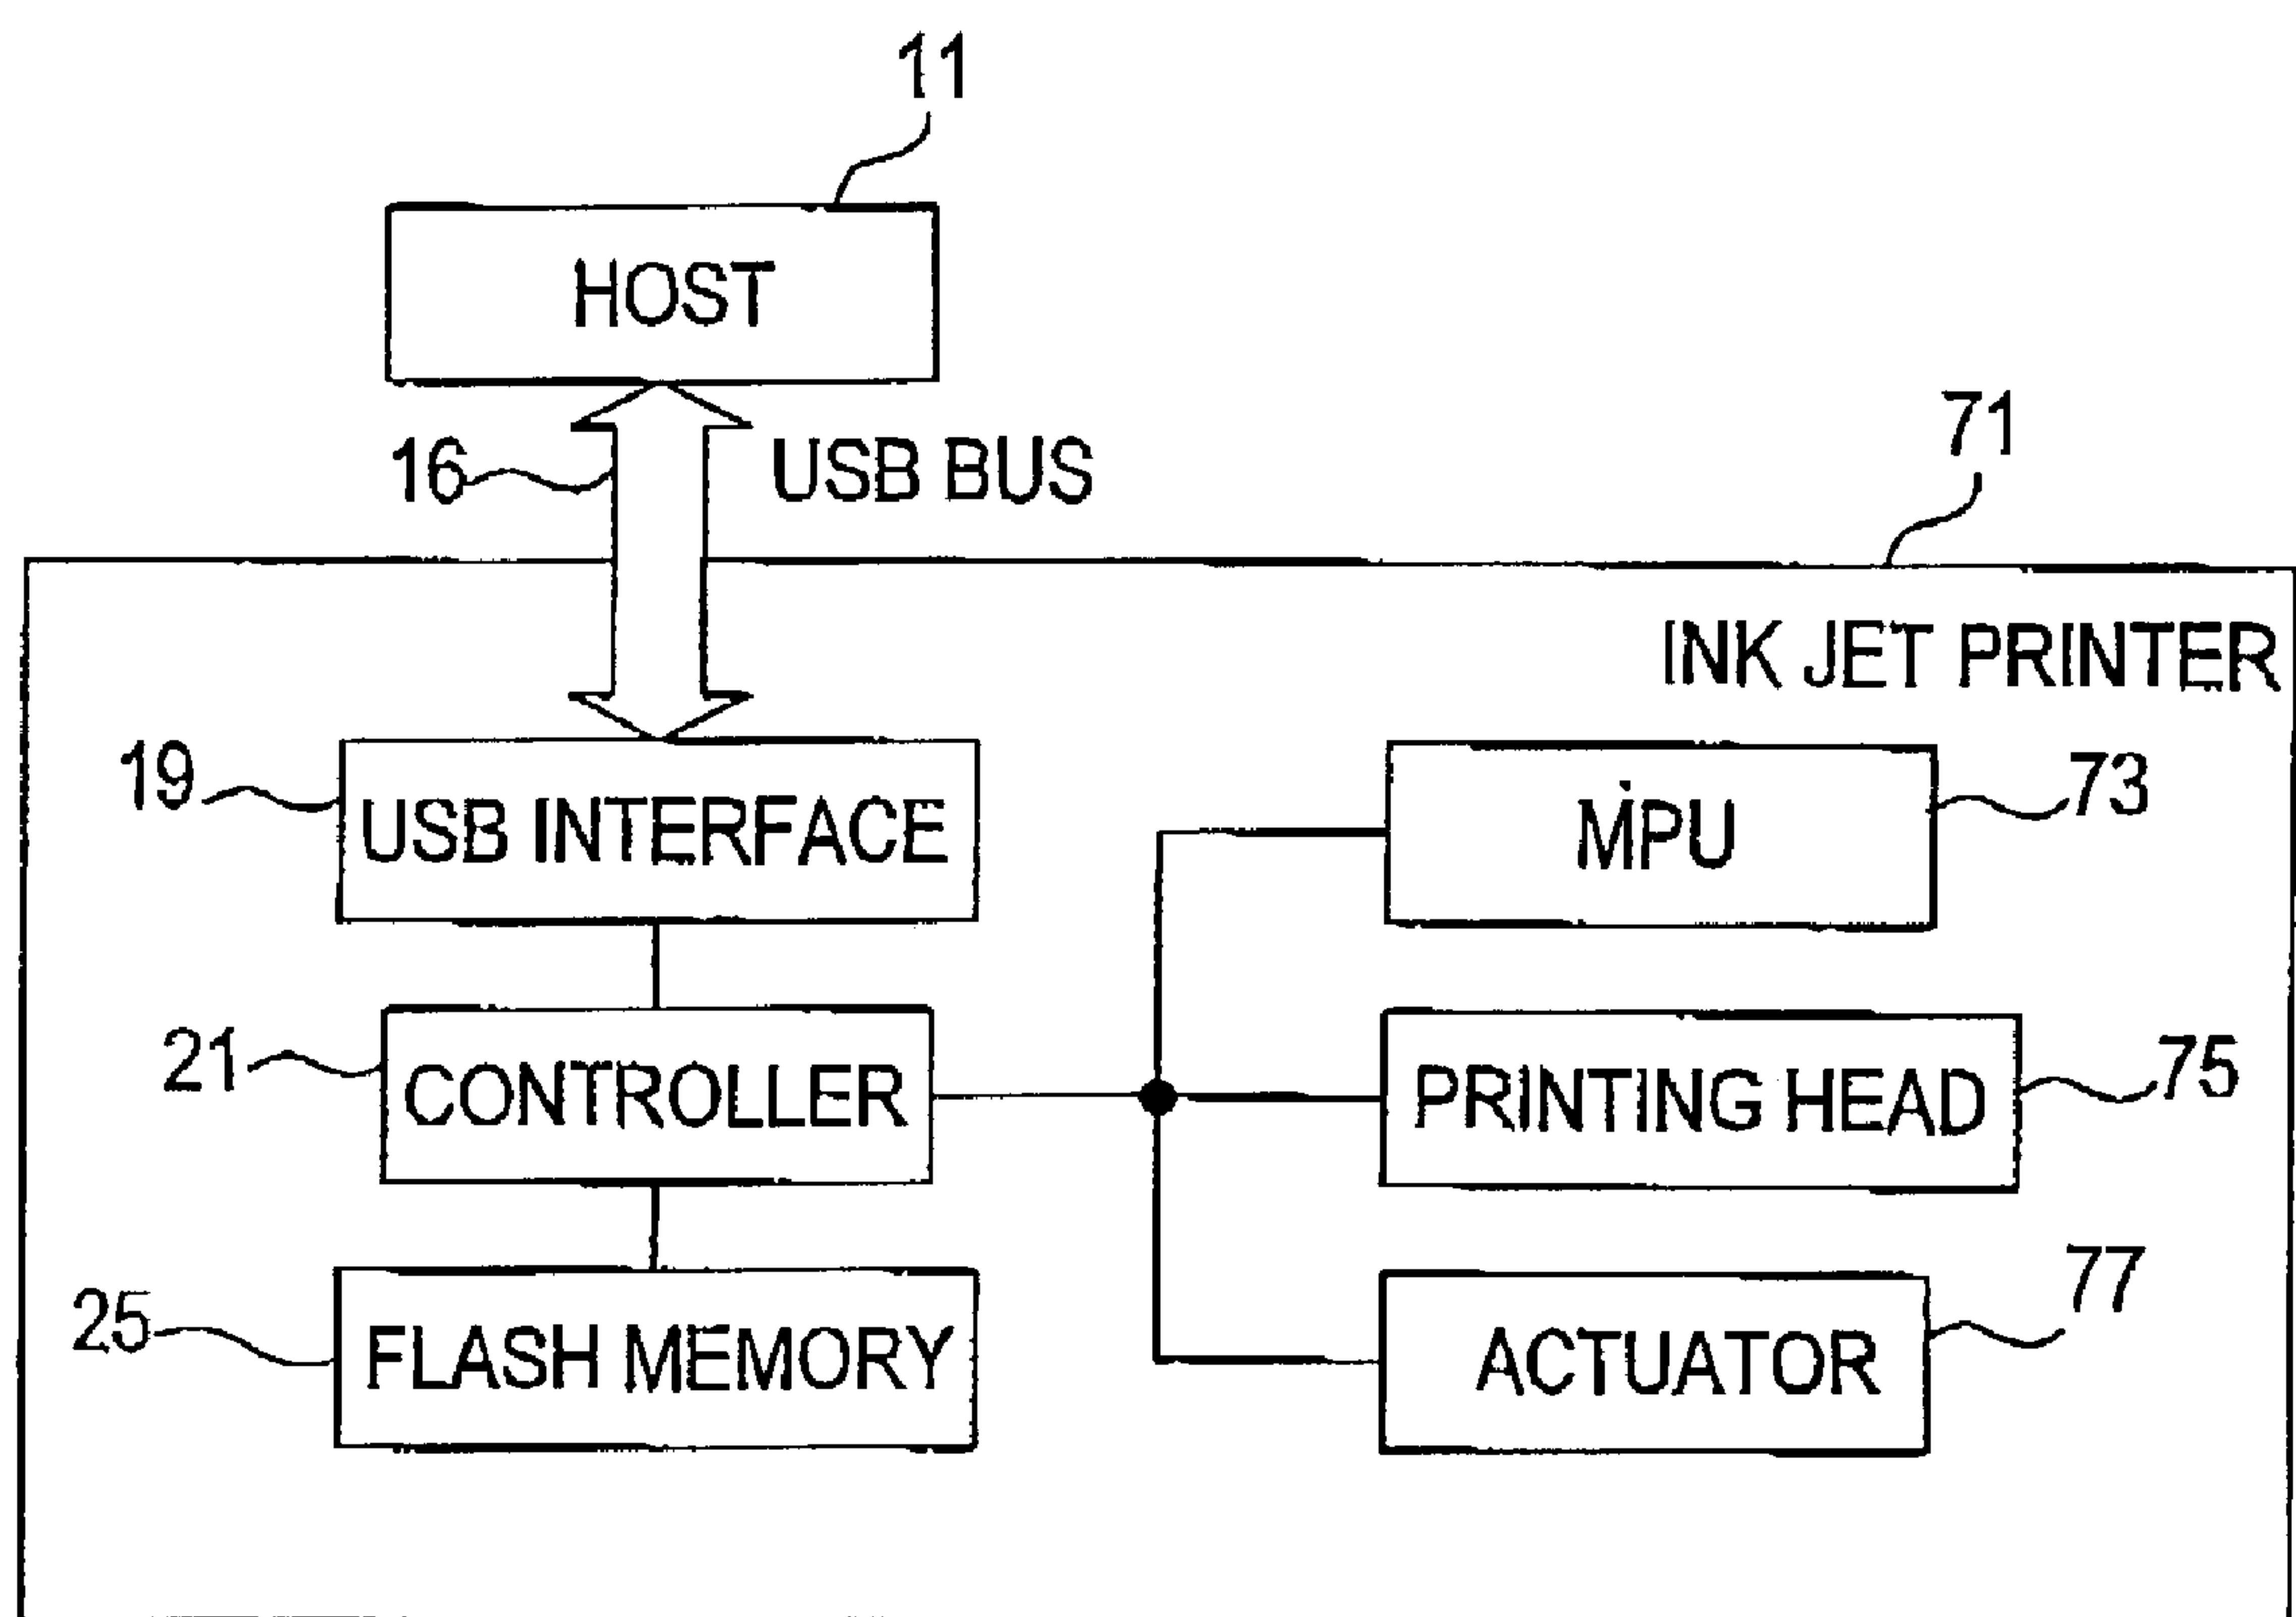 11
HOST
16
USB BUS
71
INK JET PRINTER
19
USB INTERFACE
MPU
73
21
CONTROLLER
PRINTING HEAD
75
25
FLASH MEMORY
ACTUATOR
77